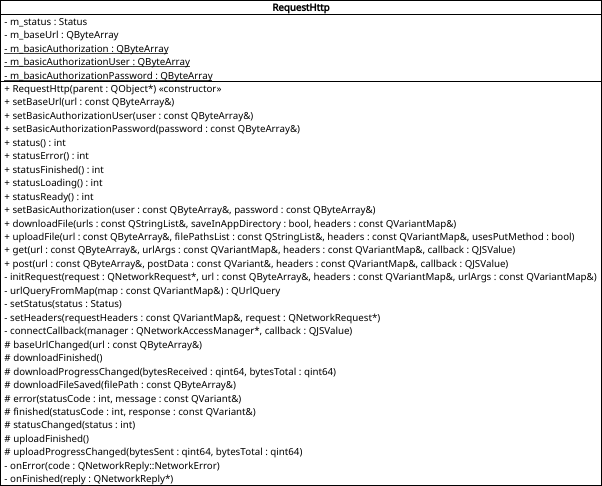 RequestHttp
- m_status : Status
- m_baseUrl : QByteArray
- m_basicAuthorization : QByteArray
- m_basicAuthorizationUser : QByteArray
- m_basicAuthorizationPassword : QByteArray
+ RequestHttp(parent : QObject*) «constructor»
+ setBaseUrl(url : const QByteArray&)
+ setBasicAuthorizationUser(user : const QByteArray&)
+ setBasicAuthorizationPassword(password : const QByteArray&)
+ status() : int
+ statusError() : int
+ statusFinished() : int
+ statusLoading() : int
+ statusReady() : int
+ setBasicAuthorization(user : const QByteArray&, password : const QByteArray&)
+ downloadFile(urls : const QStringList&, saveInAppDirectory : bool, headers : const QVariantMap&)
+ uploadFile(url : const QByteArray&, filePathsList : const QStringList&, headers : const QVariantMap&, usesPutMethod : bool)
+ get(url : const QByteArray&, urlArgs : const QVariantMap&, headers : const QVariantMap&, callback : QJSValue)
+ post(url : const QByteArray&, postData : const QVariant&, headers : const QVariantMap&, callback : QJSValue)
- initRequest(request : QNetworkRequest*, url : const QByteArray&, headers : const QVariantMap&, urlArgs : const QVariantMap&)
- urlQueryFromMap(map : const QVariantMap&) : QUrlQuery
- setStatus(status : Status)
- setHeaders(requestHeaders : const QVariantMap&, request : QNetworkRequest*)
- connectCallback(manager : QNetworkAccessManager*, callback : QJSValue)
# baseUrlChanged(url : const QByteArray&)
# downloadFinished()
# downloadProgressChanged(bytesReceived : qint64, bytesTotal : qint64)
# downloadFileSaved(filePath : const QByteArray&)
# error(statusCode : int, message : const QVariant&)
# finished(statusCode : int, response : const QVariant&)
# statusChanged(status : int)
# uploadFinished()
# uploadProgressChanged(bytesSent : qint64, bytesTotal : qint64)
- onError(code : QNetworkReply::NetworkError)
- onFinished(reply : QNetworkReply*)